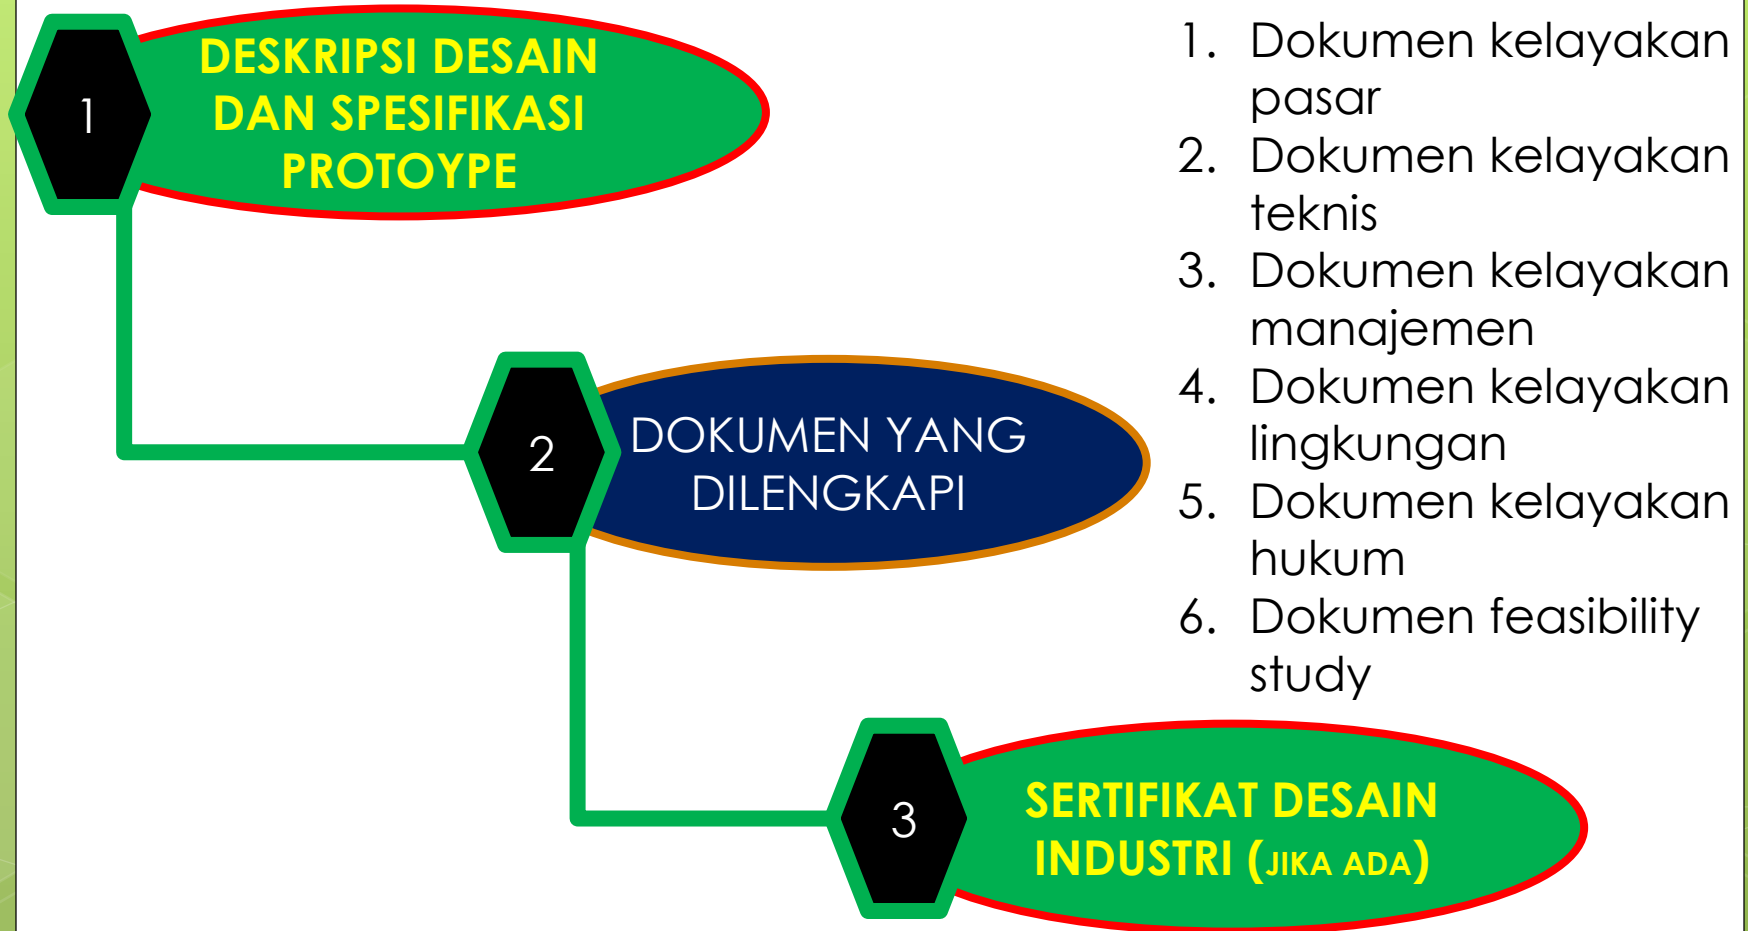 1
DESKRIPSI DESAIN
DAN SPESIFIKASI
PROTOYPE
2
DOKUMEN YANG
DILENGKAPI
1. Dokumen kelayakan
pasar
2. Dokumen kelayakan
teknis
3. Dokumen kelayakan
manajemen
4. Dokumen kelayakan
lingkungan
5. Dokumen kelayakan
hukum
6. Dokumen feasibility
study
3
SERTIFIKAT DESAIN
INDUSTRI (JIKA ADA)